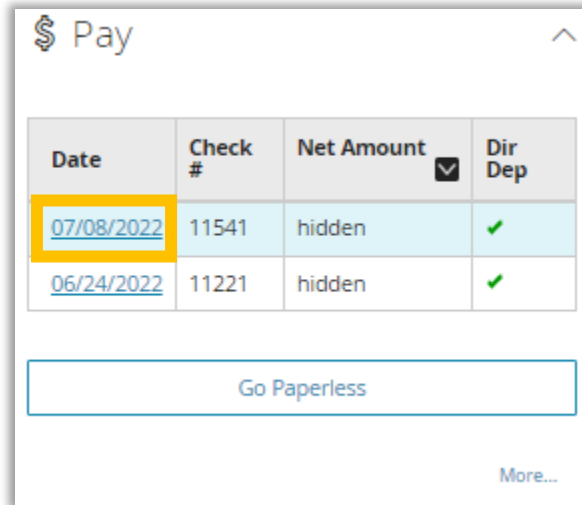 $ Pay
Date Check # Net Amount Dir Dep
07/08/2022 11541 hidden ✔
06/24/2022 11221 hidden ✔
Go Paperless
More...